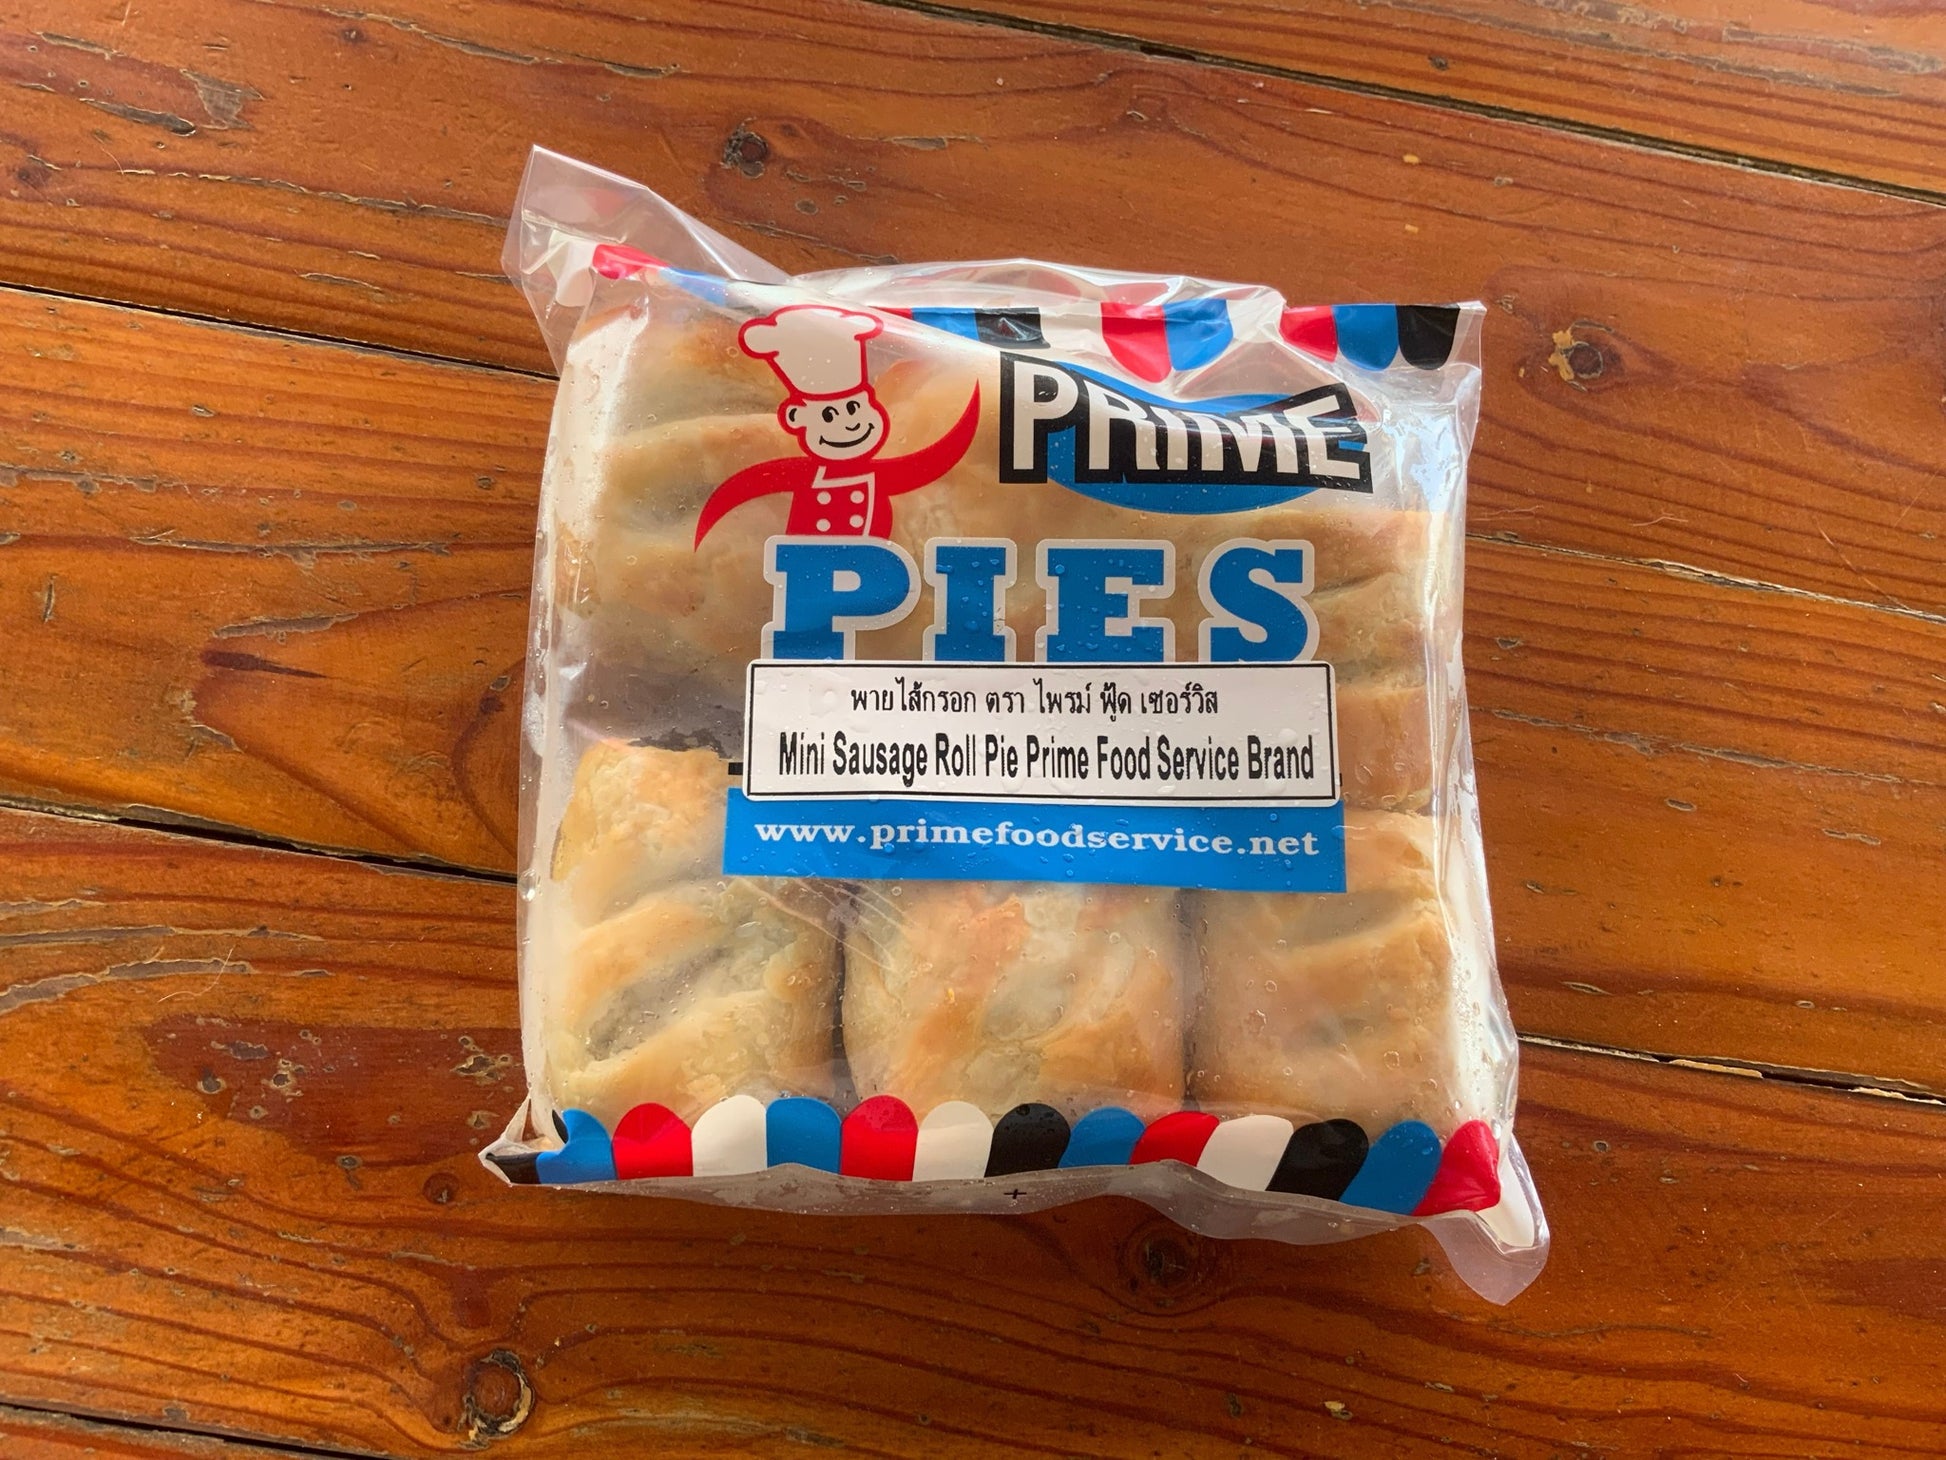 PRIME
PIES
พายไส้กรอก ตรา ไพรม์ ฟู้ด เซอร์วิส
Mini Sausage Roll Pie Prime Food Service Brand
www.primefoodservice.net